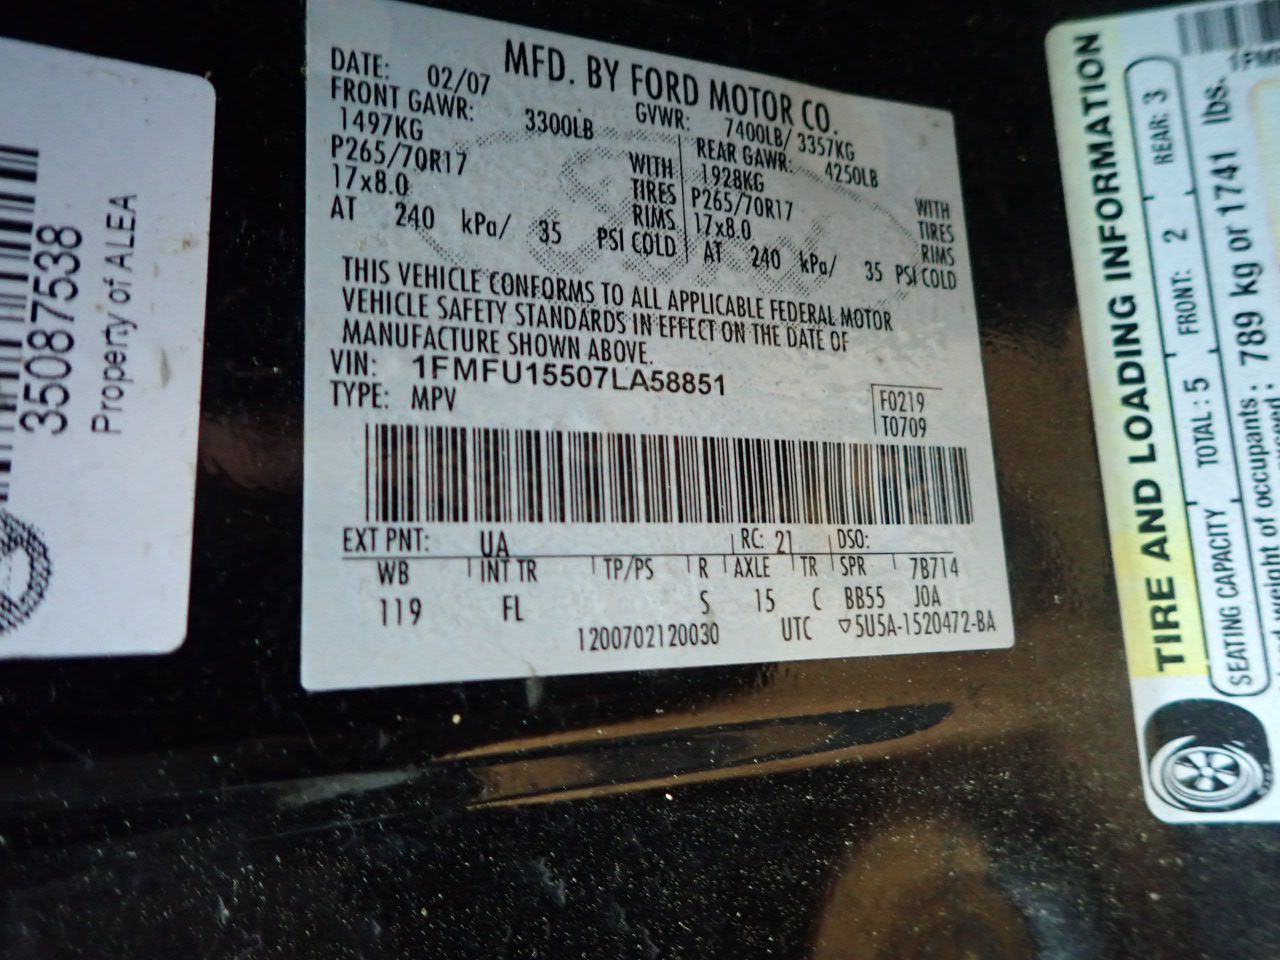 35087538
Property of ALEA
MFD. BY FORD MOTOR CO.
DATE: 02/07 GVWR: 7400LB/ 3357KG
FRONT GAWR: 3300LB REAR GAWR: 4250LB
1497KG WITH 1928KG WITH
P265/70R17 TIRES P265/70R17 TIRES
17x8.0 RIMS 17x8.0 RIMS
AT 240 kPa/ 35 PSI COLD AT 240 kPa/ 35 PSI COLD
THIS VEHICLE CONFORMS TO ALL APPLICABLE FEDERAL MOTOR
VEHICLE SAFETY STANDARDS IN EFFECT ON THE DATE OF
MANUFACTURE SHOWN ABOVE.
VIN: 1FMFU15507LA58851
TYPE: MPV
F0219
T0709
EXT PNT: UA RC: 21 DSO:
WB INT TR TP/PS R AXLE TR SPR 7B714
119 FL S 15 C BB55 JOA
1200702120030 UTC ▽5U5A-1520472-BA
TIRE AND LOADING INFORMATION
SEATING CAPACITY TOTAL: 5 FRONT: 2 REAR: 3
weight of occupants: 789 kg or 1741 lbs.